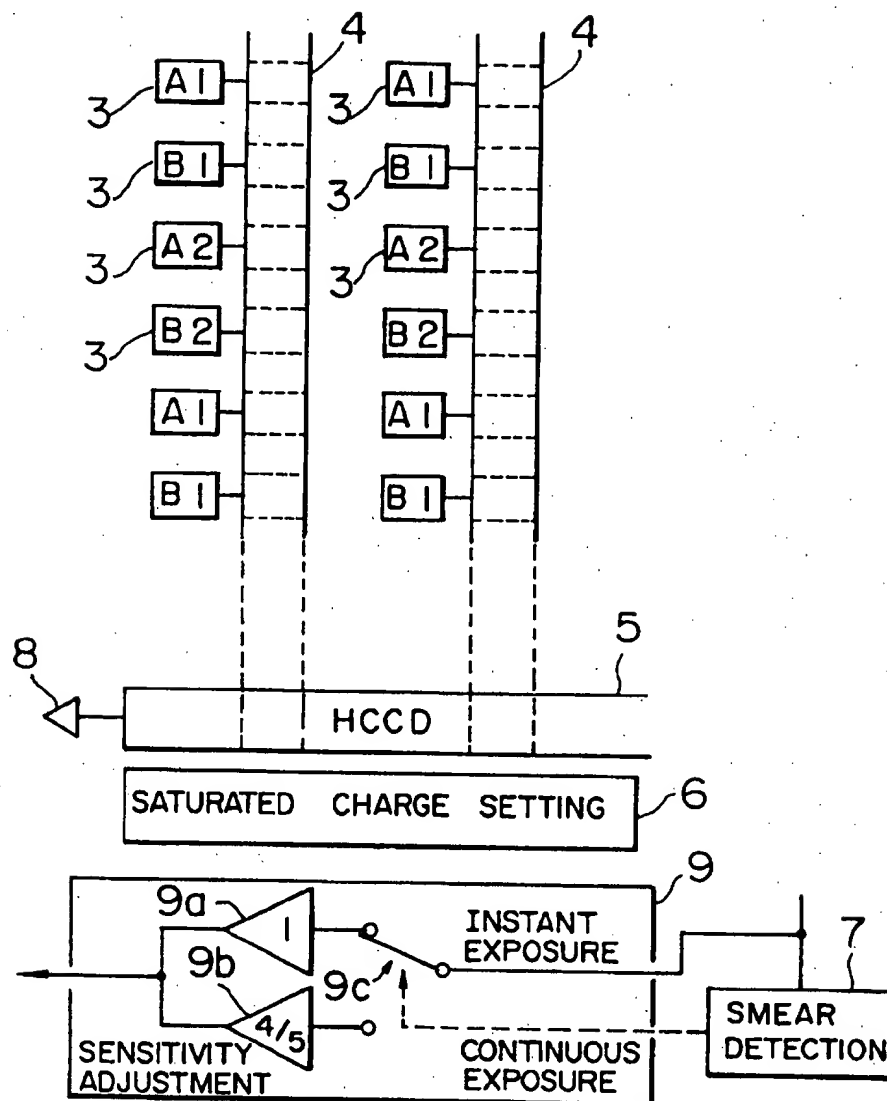 4 4
3 A1 3 A1
3 B1 3 B1
3 A2 3 A2
3 B2 B2
A1 A1
B1 B1
5
8
HCCD
SATURATED CHARGE SETTING 6
9
9a 1 INSTANT
EXPOSURE
7
9b 9c
4/5 SMEAR
DETECTION
SENSITIVITY
ADJUSTMENT
CONTINUOUS
EXPOSURE